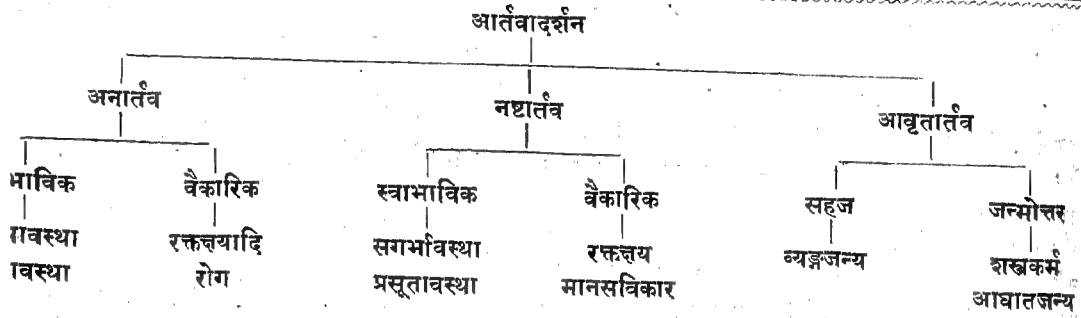 आर्तवादर्शन
अनार्तव नष्टार्तव आवृतार्तव
भाविक वैकारिक स्वाभाविक वैकारिक सहज जन्मोत्तर
रक्तक्षयादि सगर्भावस्था रक्तक्षय व्यङ्गजन्य शस्त्रकर्म
रोग प्रसूतावस्था मानसविकार आघातजन्य